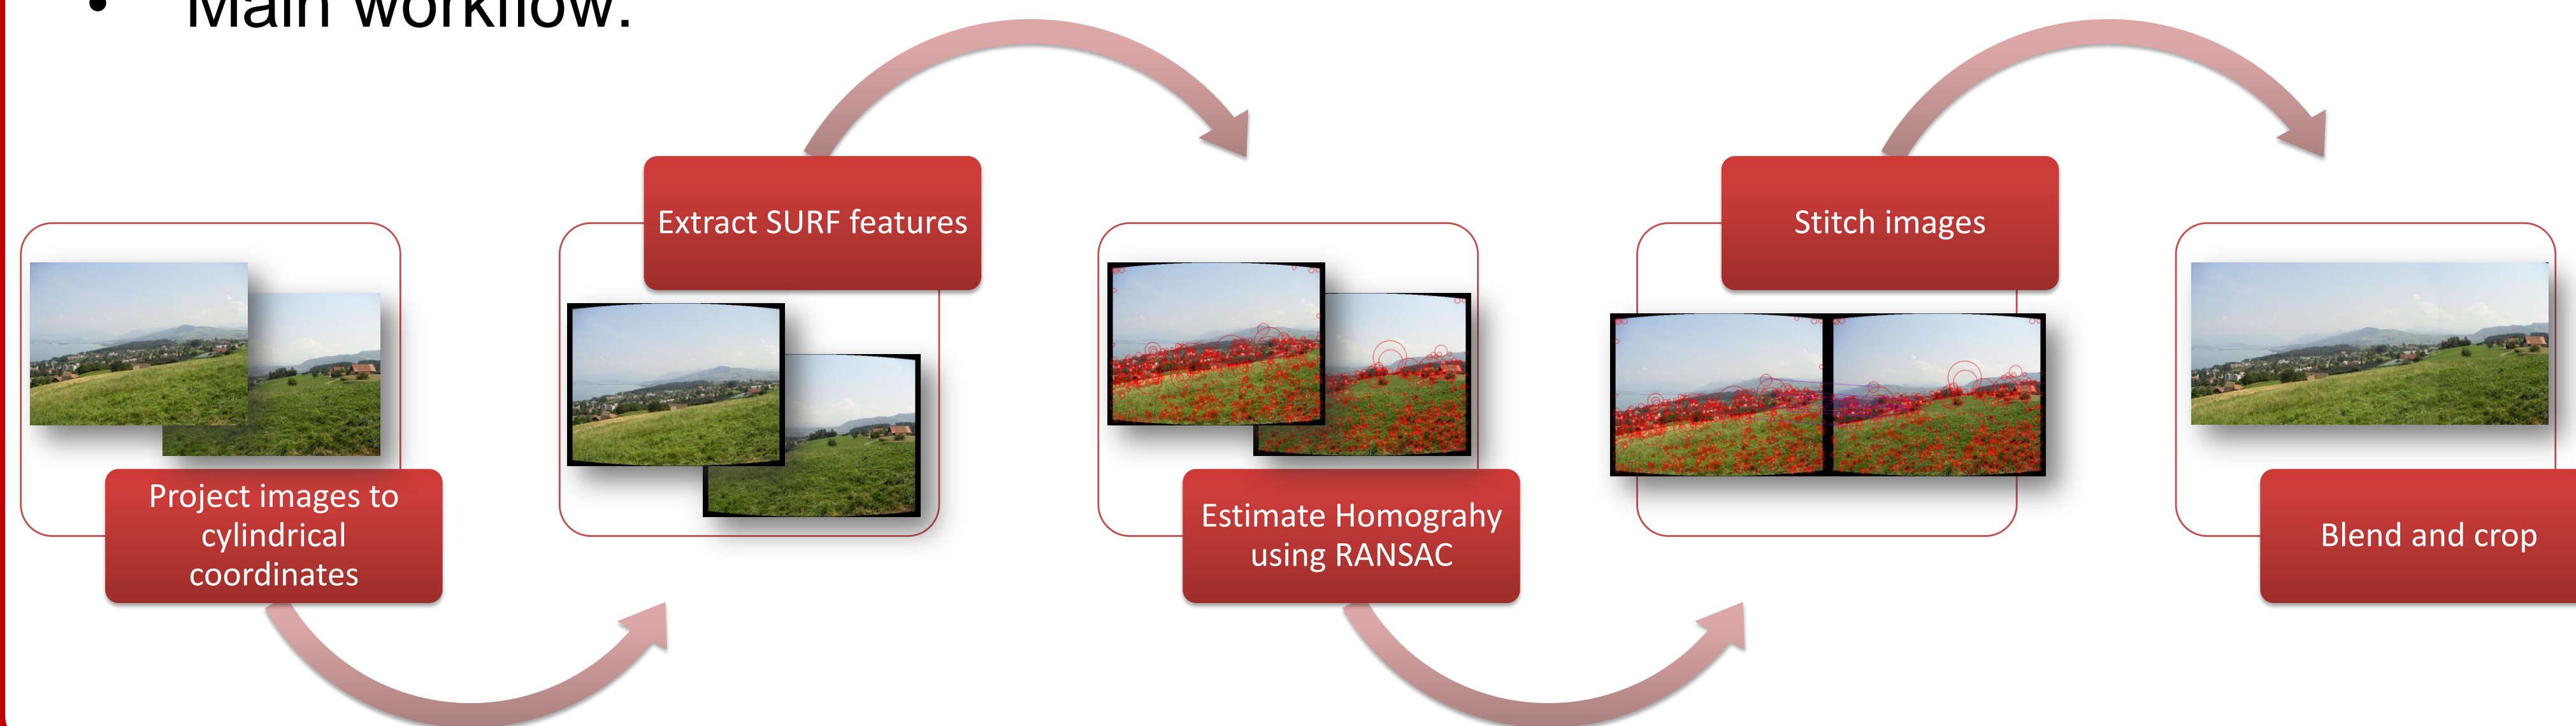 • Main workflow:
Extract SURF features
Stitch images
Project images to
cylindrical
coordinates
Estimate Homograhy
using RANSAC
Blend and crop